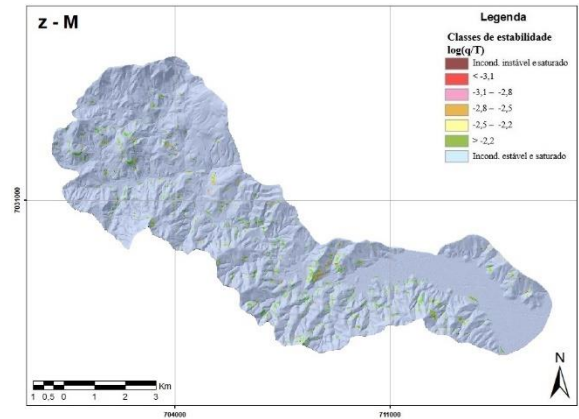 z - M
Legenda
Classes de estabilidade
log(q/T)
Incond. instável e saturado
< -3,1
-3,1 – -2,8
-2,8 – -2,5
-2,5 – -2,2
> -2,2
Incond. estável e saturado
7031000
N
1 0,5 0 1 2 3 Km
704000 711000